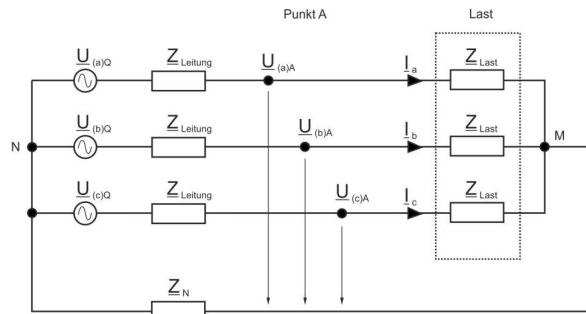 Punkt A Last
U (a)Q Z Leitung U (a)A I a Z Last
U (b)Q Z Leitung U (b)A I b Z Last
N M
U (c)Q Z Leitung U (c)A I c Z Last
Z N